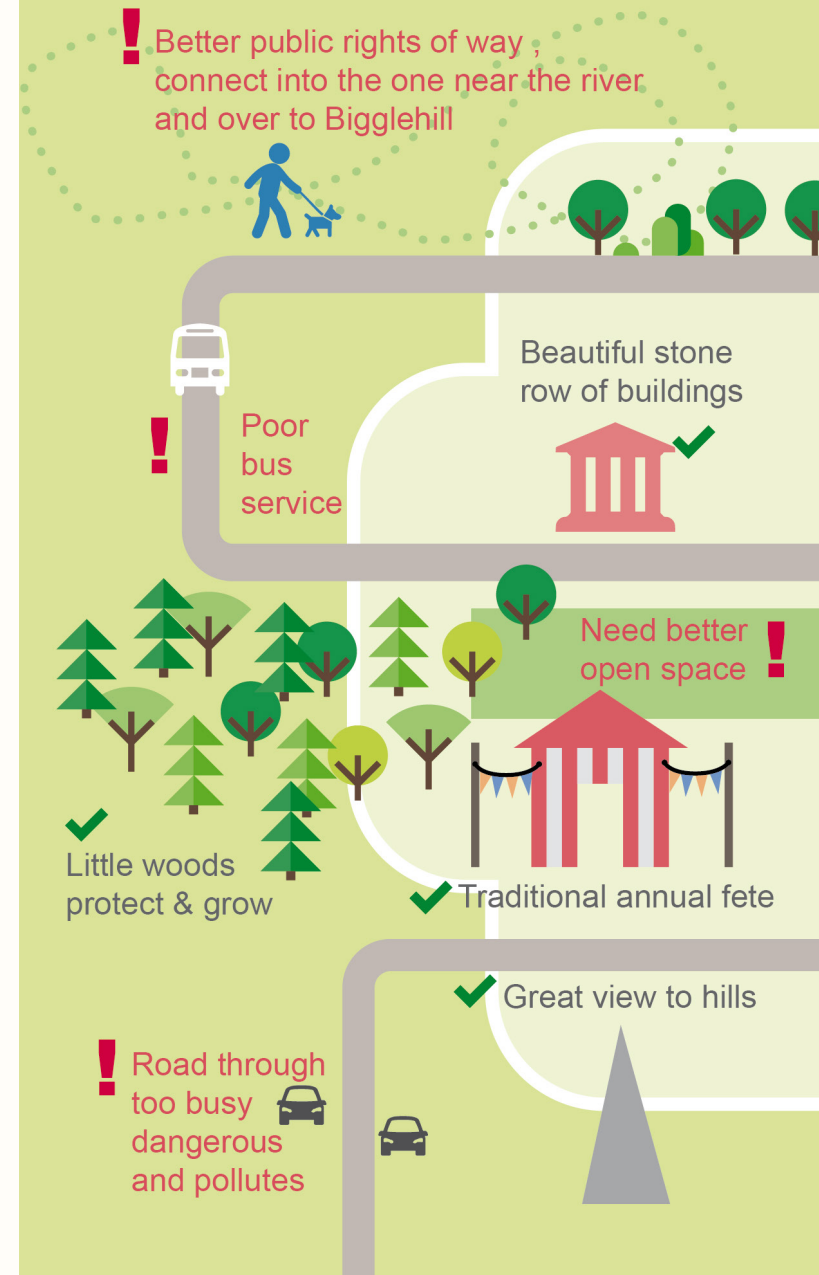 Better public rights of way ,
connect into the one near the river
and over to Bigglehill
Beautiful stone
row of buildings
Poor
bus
service
Need better
open space
Little woods
protect & grow
Traditional annual fete
Great view to hills
Road through
too busy
dangerous
and pollutes